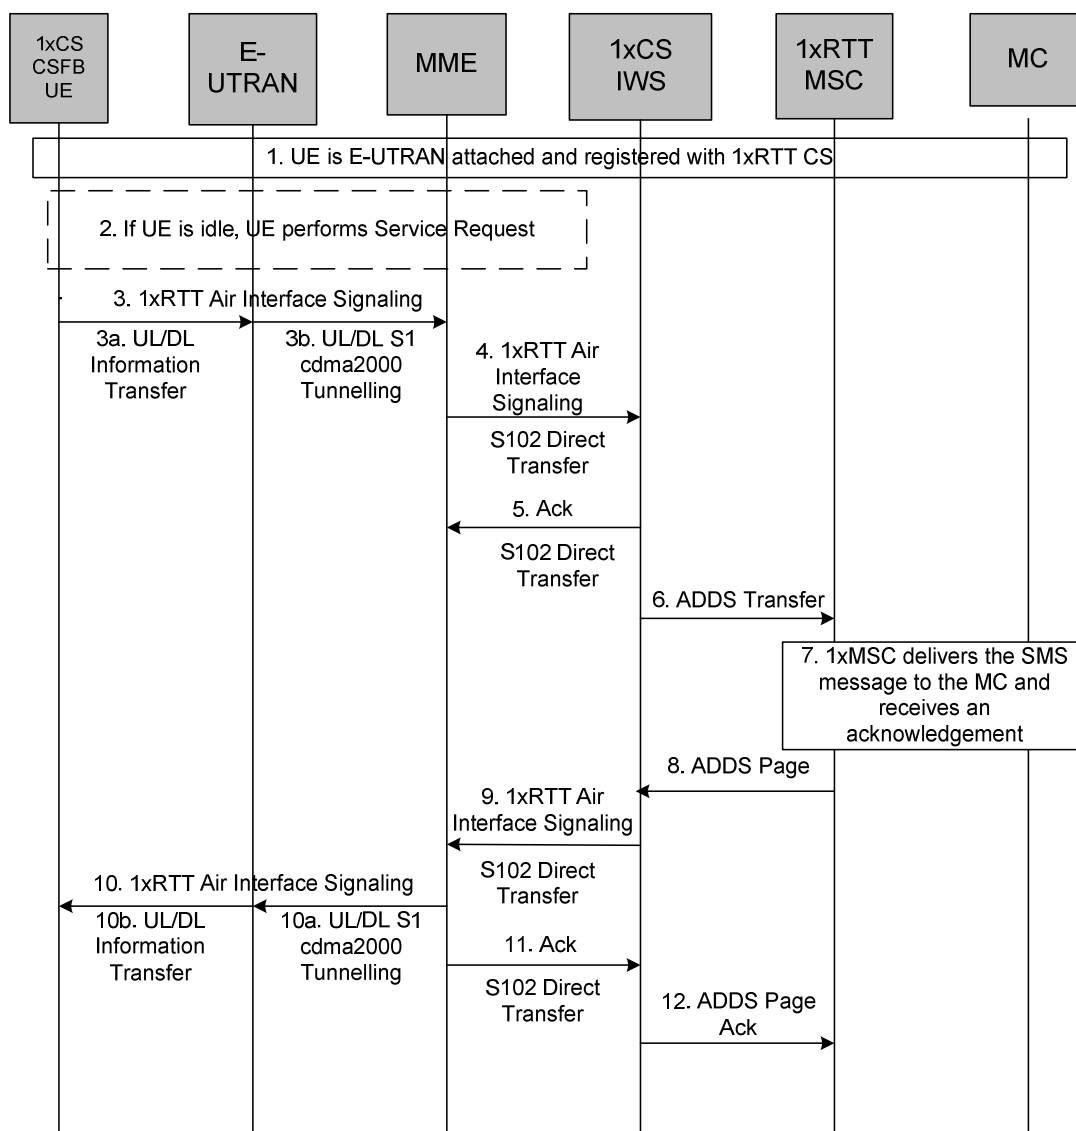 1xCS
CSFB
UE
E-
UTRAN
MME
1xCS
IWS
1xRTT
MSC
MC
1. UE is E-UTRAN attached and registered with 1xRTT CS
2. If UE is idle, UE performs Service Request
3. 1xRTT Air Interface Signaling
3a. UL/DL
Information
Transfer
3b. UL/DL S1
cdma2000
Tunnelling
4. 1xRTT Air
Interface
Signaling
S102 Direct
Transfer
5. Ack
S102 Direct
Transfer
6. ADDS Transfer
7. 1xMSC delivers the SMS
message to the MC and
receives an
acknowledgement
8. ADDS Page
9. 1xRTT Air
Interface Signaling
S102 Direct
Transfer
10. 1xRTT Air Interface Signaling
10b. UL/DL
Information
Transfer
10a. UL/DL S1
cdma2000
Tunnelling
11. Ack
S102 Direct
Transfer
12. ADDS Page
Ack